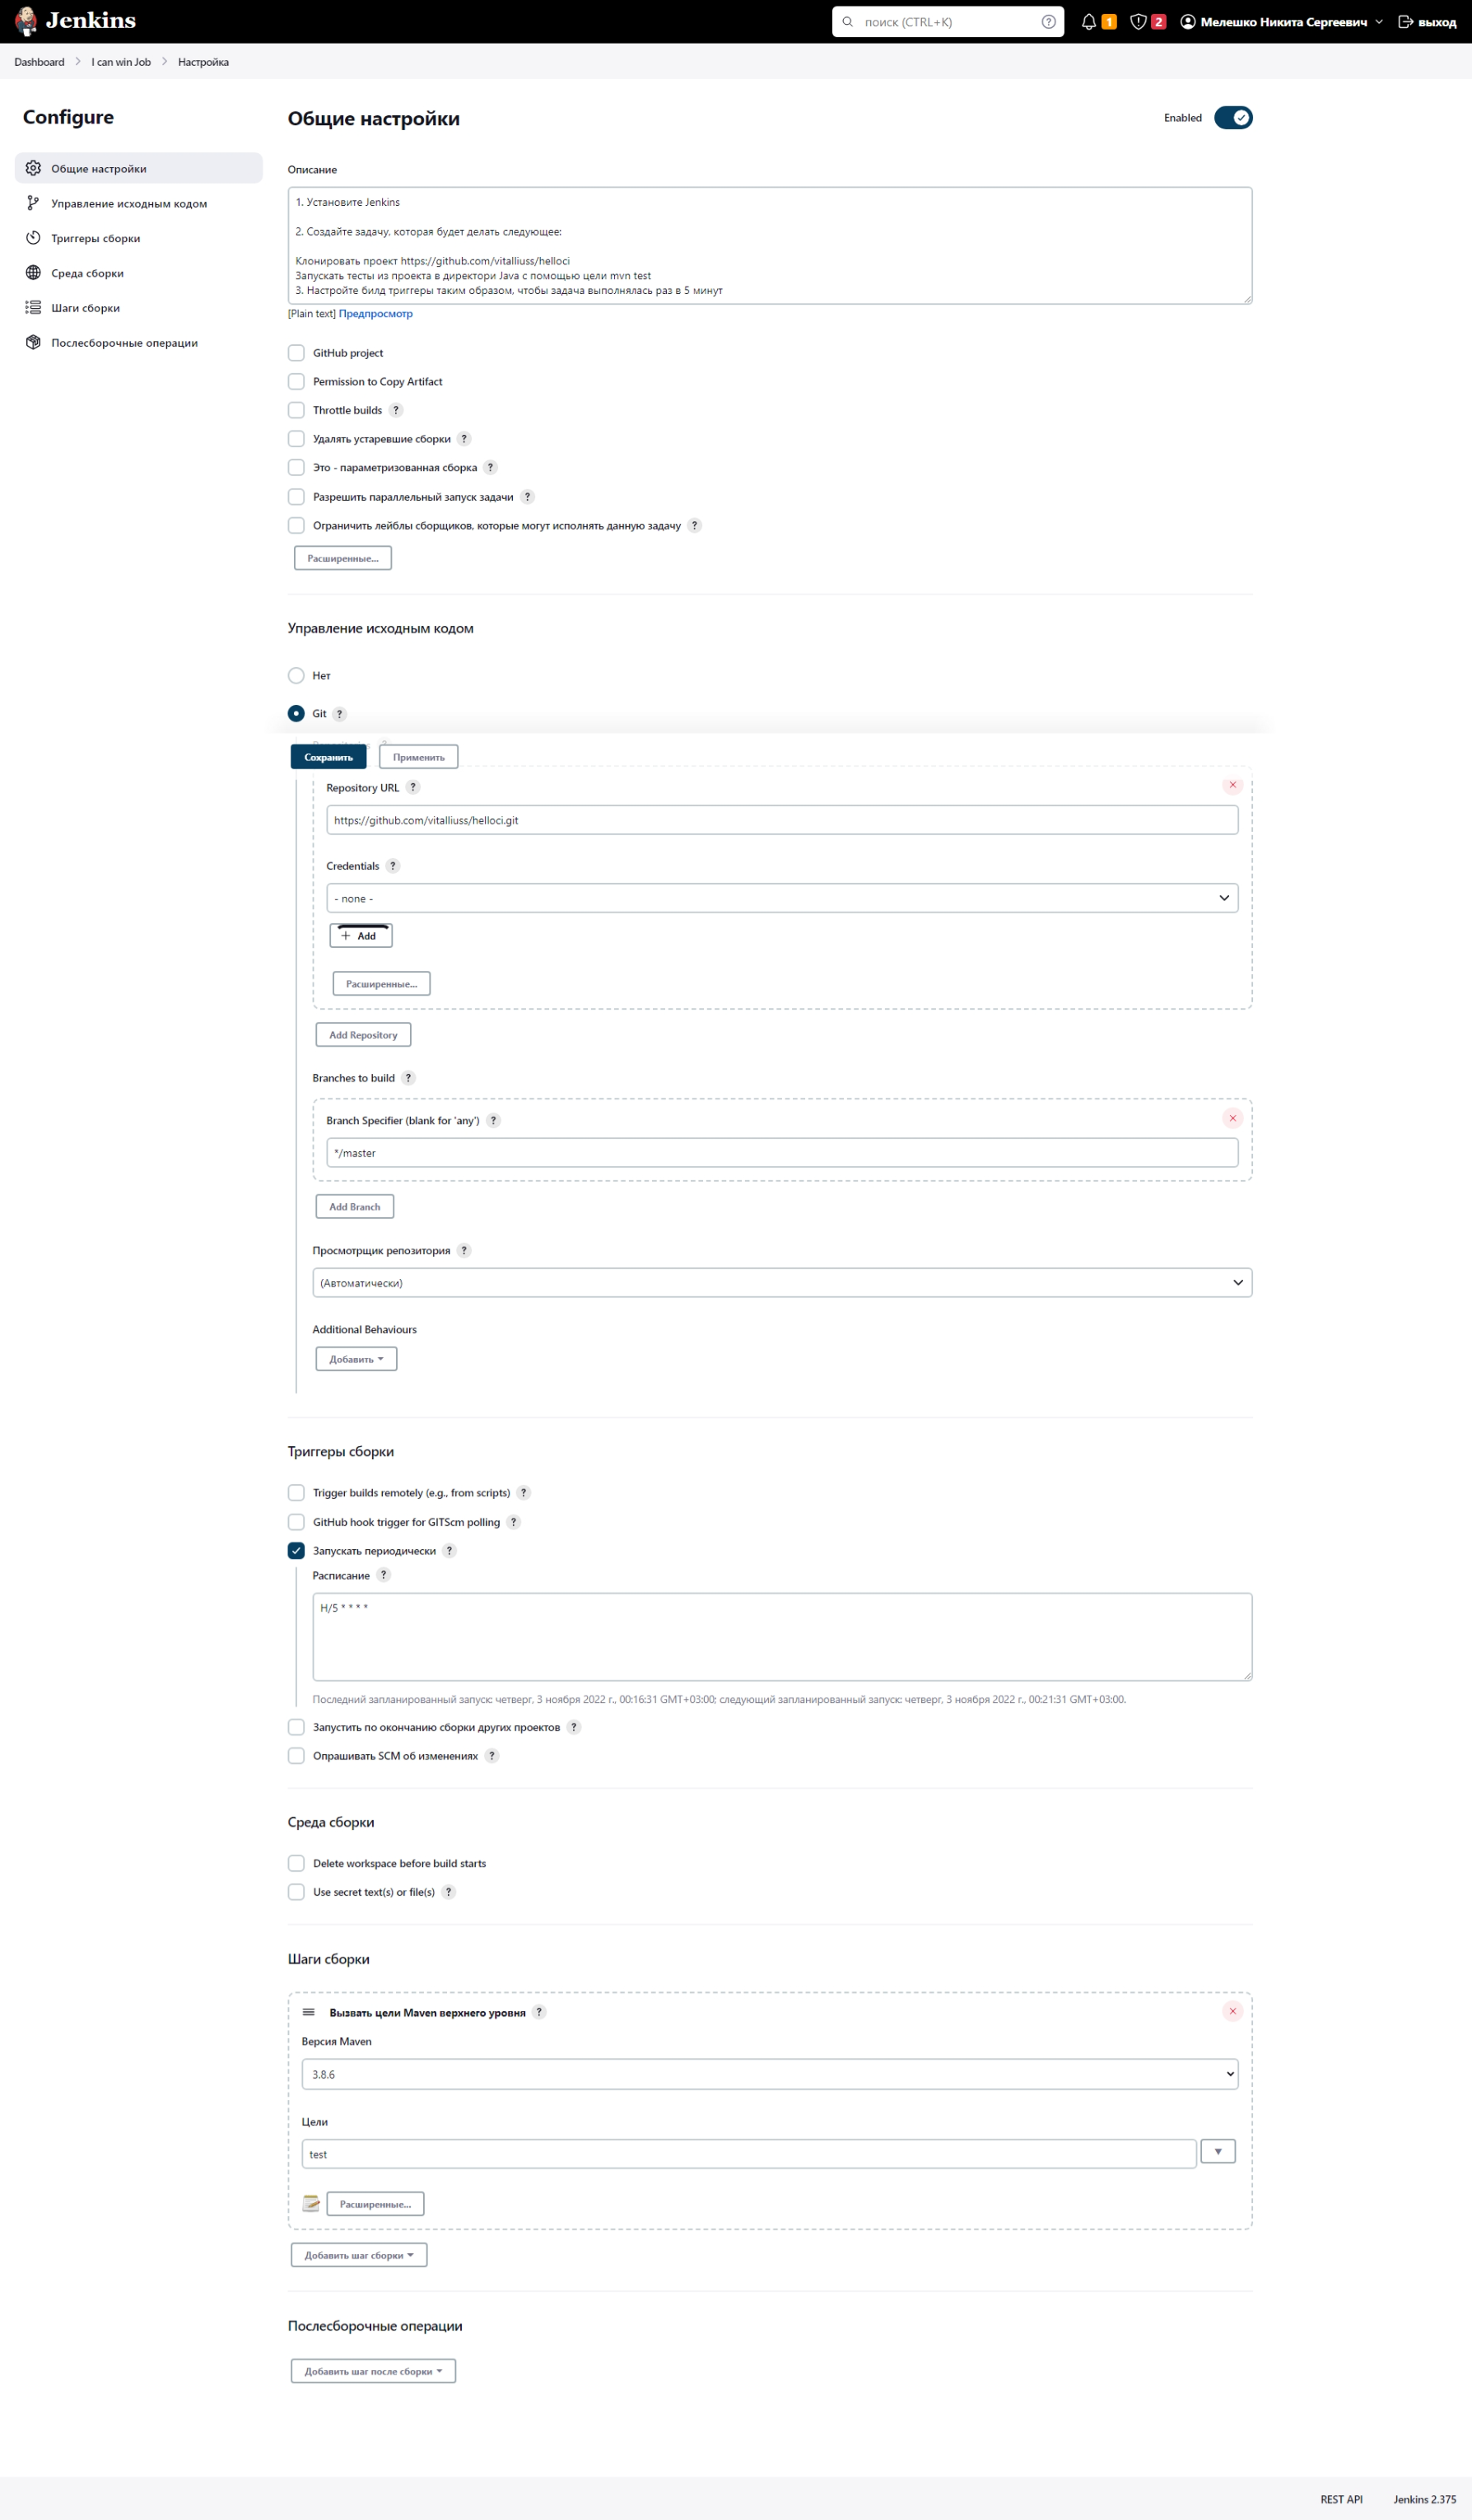 Jenkins
поиск (CTRL+K)
1
2
Мелешко Никита Сергеевич
выход
Dashboard
I can win Job
Настройка
Configure
Общие настройки
Управление исходным кодом
Триггеры сборки
Среда сборки
Шаги сборки
Послесборочные операции
Общие настройки
Enabled
Описание
1. Установите Jenkins
2. Создайте задачу, которая будет делать следующее:
Клонировать проект https://github.com/vitalliuss/helloci
Запускать тесты из проекта в директори Java с помощью цели mvn test
3. Настройте билд триггеры таким образом, чтобы задача выполнялась раз в 5 минут
[Plain text] Предпросмотр
GitHub project
Permission to Copy Artifact
Throttle builds ?
Удалять устаревшие сборки ?
Это - параметризованная сборка ?
Разрешить параллельный запуск задачи ?
Ограничить лейблы сборщиков, которые могут исполнять данную задачу ?
Расширенные...
Управление исходным кодом
Нет
Git ?
Сохранить
Применить
Repository URL ?
https://github.com/vitalliuss/helloci.git
Credentials ?
- none -
+ Add
Расширенные...
Add Repository
Branches to build ?
Branch Specifier (blank for 'any') ?
*/master
Add Branch
Просмотрщик репозитория ?
(Автоматически)
Additional Behaviours
Добавить
Триггеры сборки
Trigger builds remotely (e.g., from scripts) ?
GitHub hook trigger for GITScm polling ?
Запускать периодически ?
Расписание ?
H/5 * * * *
Последний запланированный запуск: четверг, 3 ноября 2022 г., 00:16:31 GMT+03:00; следующий запланированный запуск: четверг, 3 ноября 2022 г., 00:21:31 GMT+03:00.
Запустить по окончанию сборки других проектов ?
Опрашивать SCM об изменениях ?
Среда сборки
Delete workspace before build starts
Use secret text(s) or file(s) ?
Шаги сборки
Вызвать цели Maven верхнего уровня ?
Версия Maven
3.8.6
Цели
test
Расширенные...
Добавить шаг сборки
Послесборочные операции
Добавить шаг после сборки
REST API
Jenkins 2.375